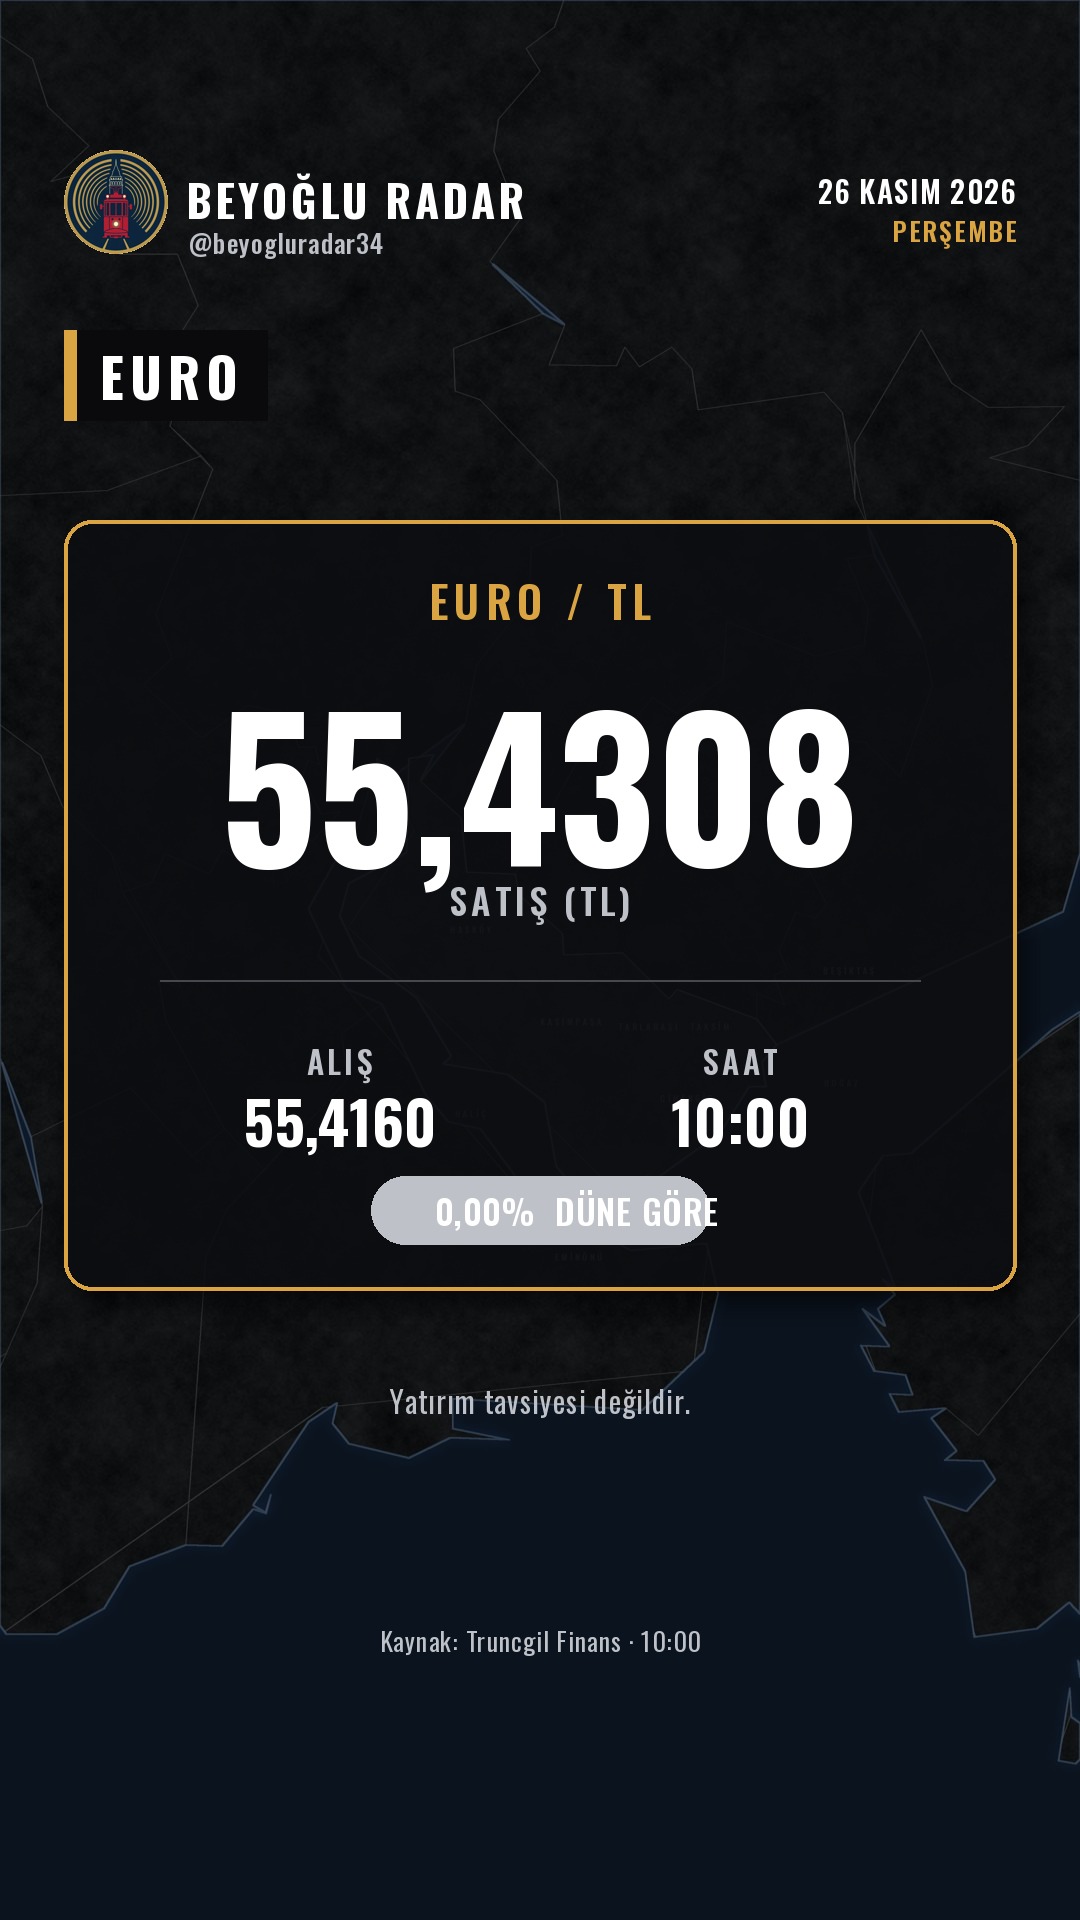 BEYOĞLU RADAR
@beyogluradar34
26 KASIM 2026
PERŞEMBE
EURO
EURO / TL
55,4308
SATIŞ (TL)
ALIŞ
55,4160
SAAT
10:00
0,00% DÜNE GÖRE
Yatırım tavsiyesi değildir.
Kaynak: Truncgil Finans · 10:00